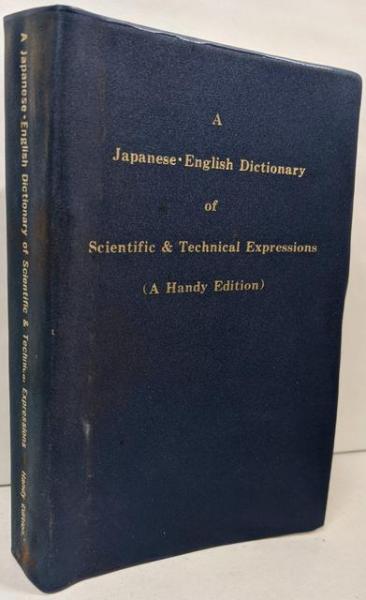 A
Japanese·English Dictionary
of
Scientific & Technical Expressions
(A Handy Edition)
A Japanese·English Dictionary of Scientific & Technical Expressions Handy Edition